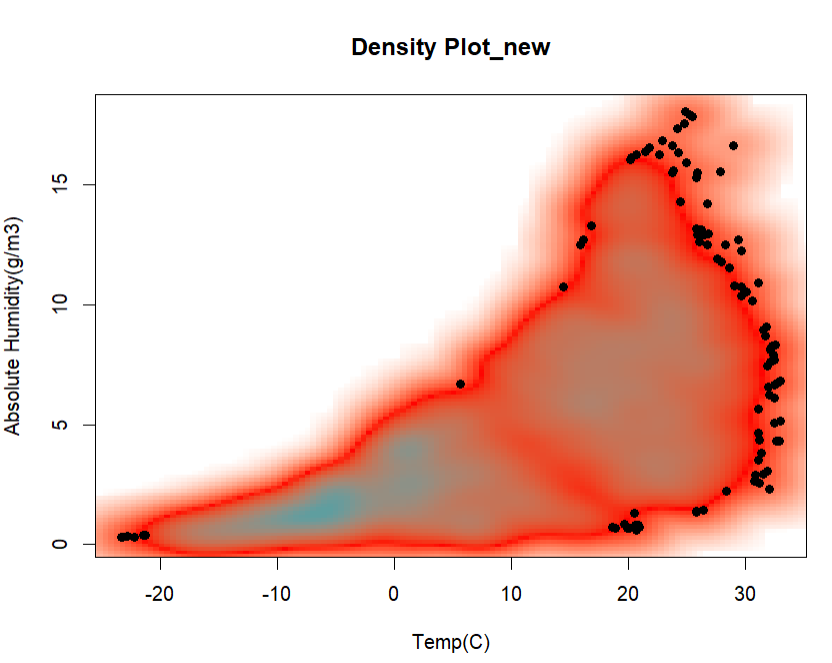 Density Plot_new
Absolute Humidity(g/m3)
15
10
5
0
-20 -10 0 10 20 30
Temp(C)